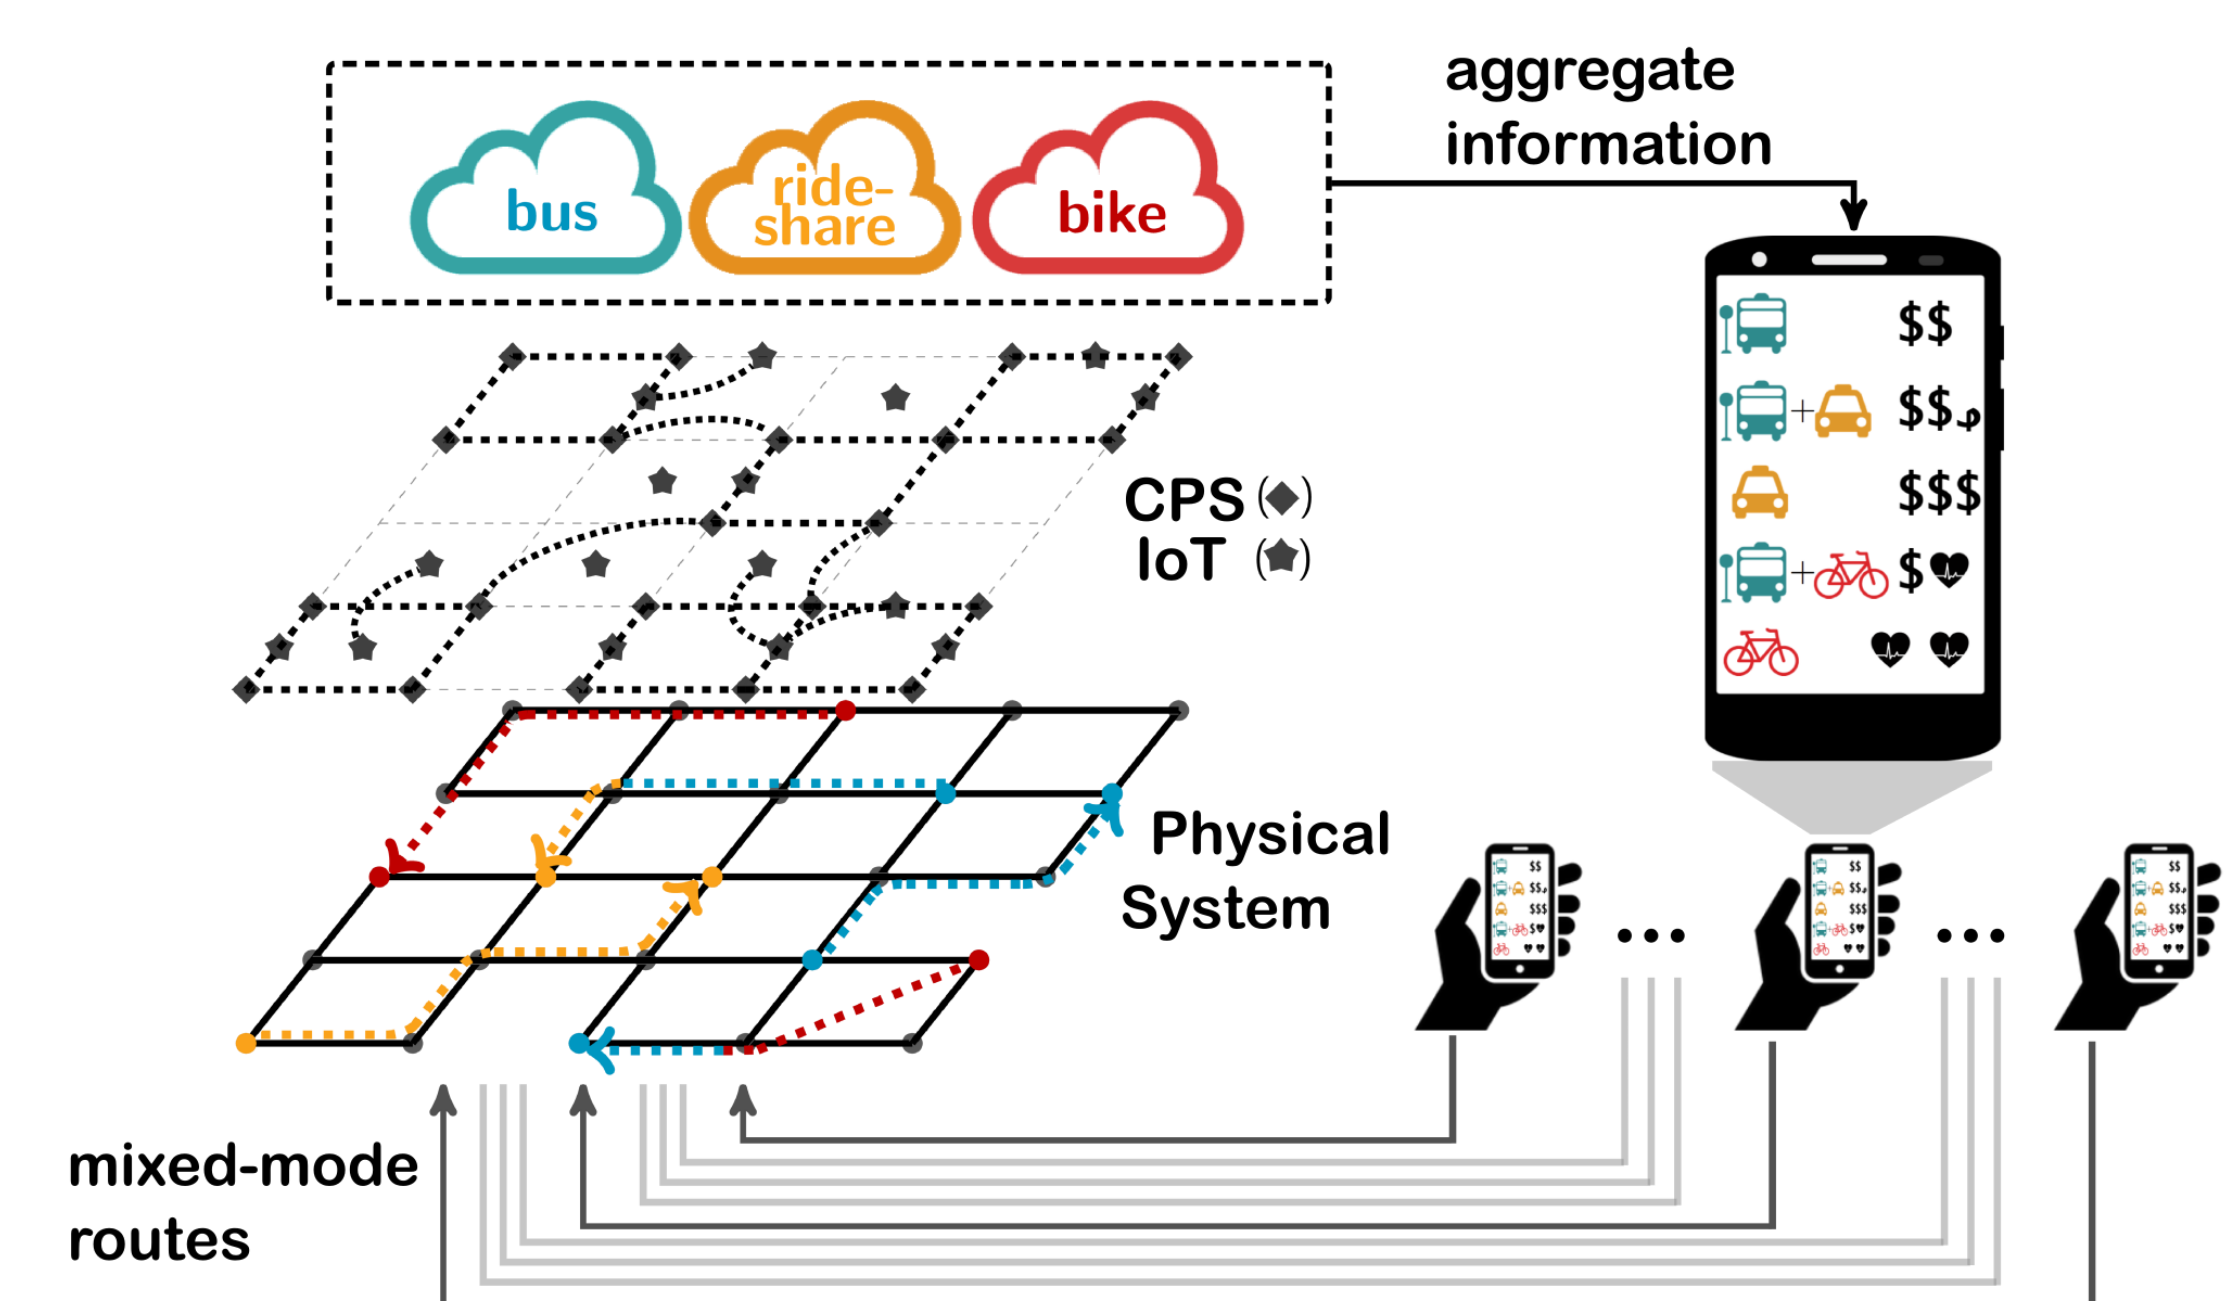 aggregate
information
bus
ride-
share
bike
$$
+ $$
$$$
+ $
CPS (◆)
IoT (★)
Physical
System
mixed-mode
routes